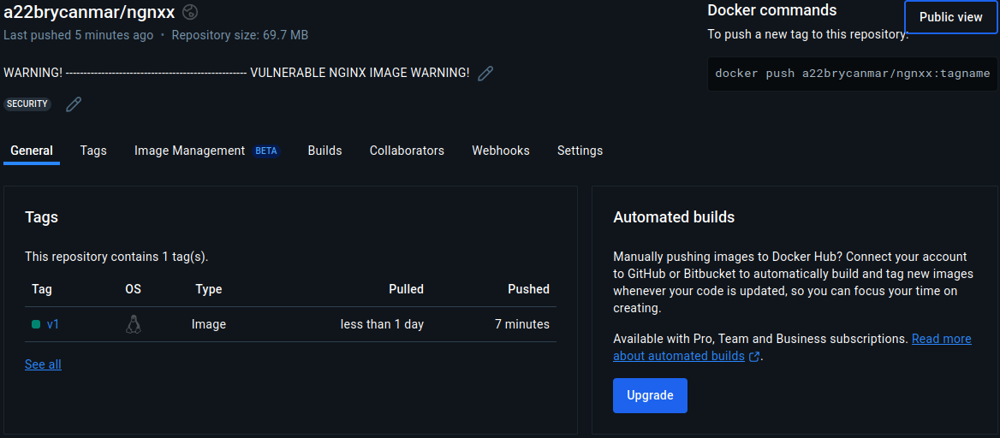 a22brycanmar/ngnxx
Last pushed 5 minutes ago • Repository size: 69.7 MB
WARNING! --------------------------------------------------- VULNERABLE NGINX IMAGE WARNING!
SECURITY
Docker commands
Public view
To push a new tag to this repository:
docker push a22brycanmar/ngnxx:tagname
General Tags Image Management BETA Builds Collaborators Webhooks Settings
Tags
This repository contains 1 tag(s).
Tag OS Type Pulled Pushed
v1 Image less than 1 day 7 minutes
See all
Automated builds
Manually pushing images to Docker Hub? Connect your account
to GitHub or Bitbucket to automatically build and tag new images
whenever your code is updated, so you can focus your time on
creating.
Available with Pro, Team and Business subscriptions. Read more
about automated builds .
Upgrade